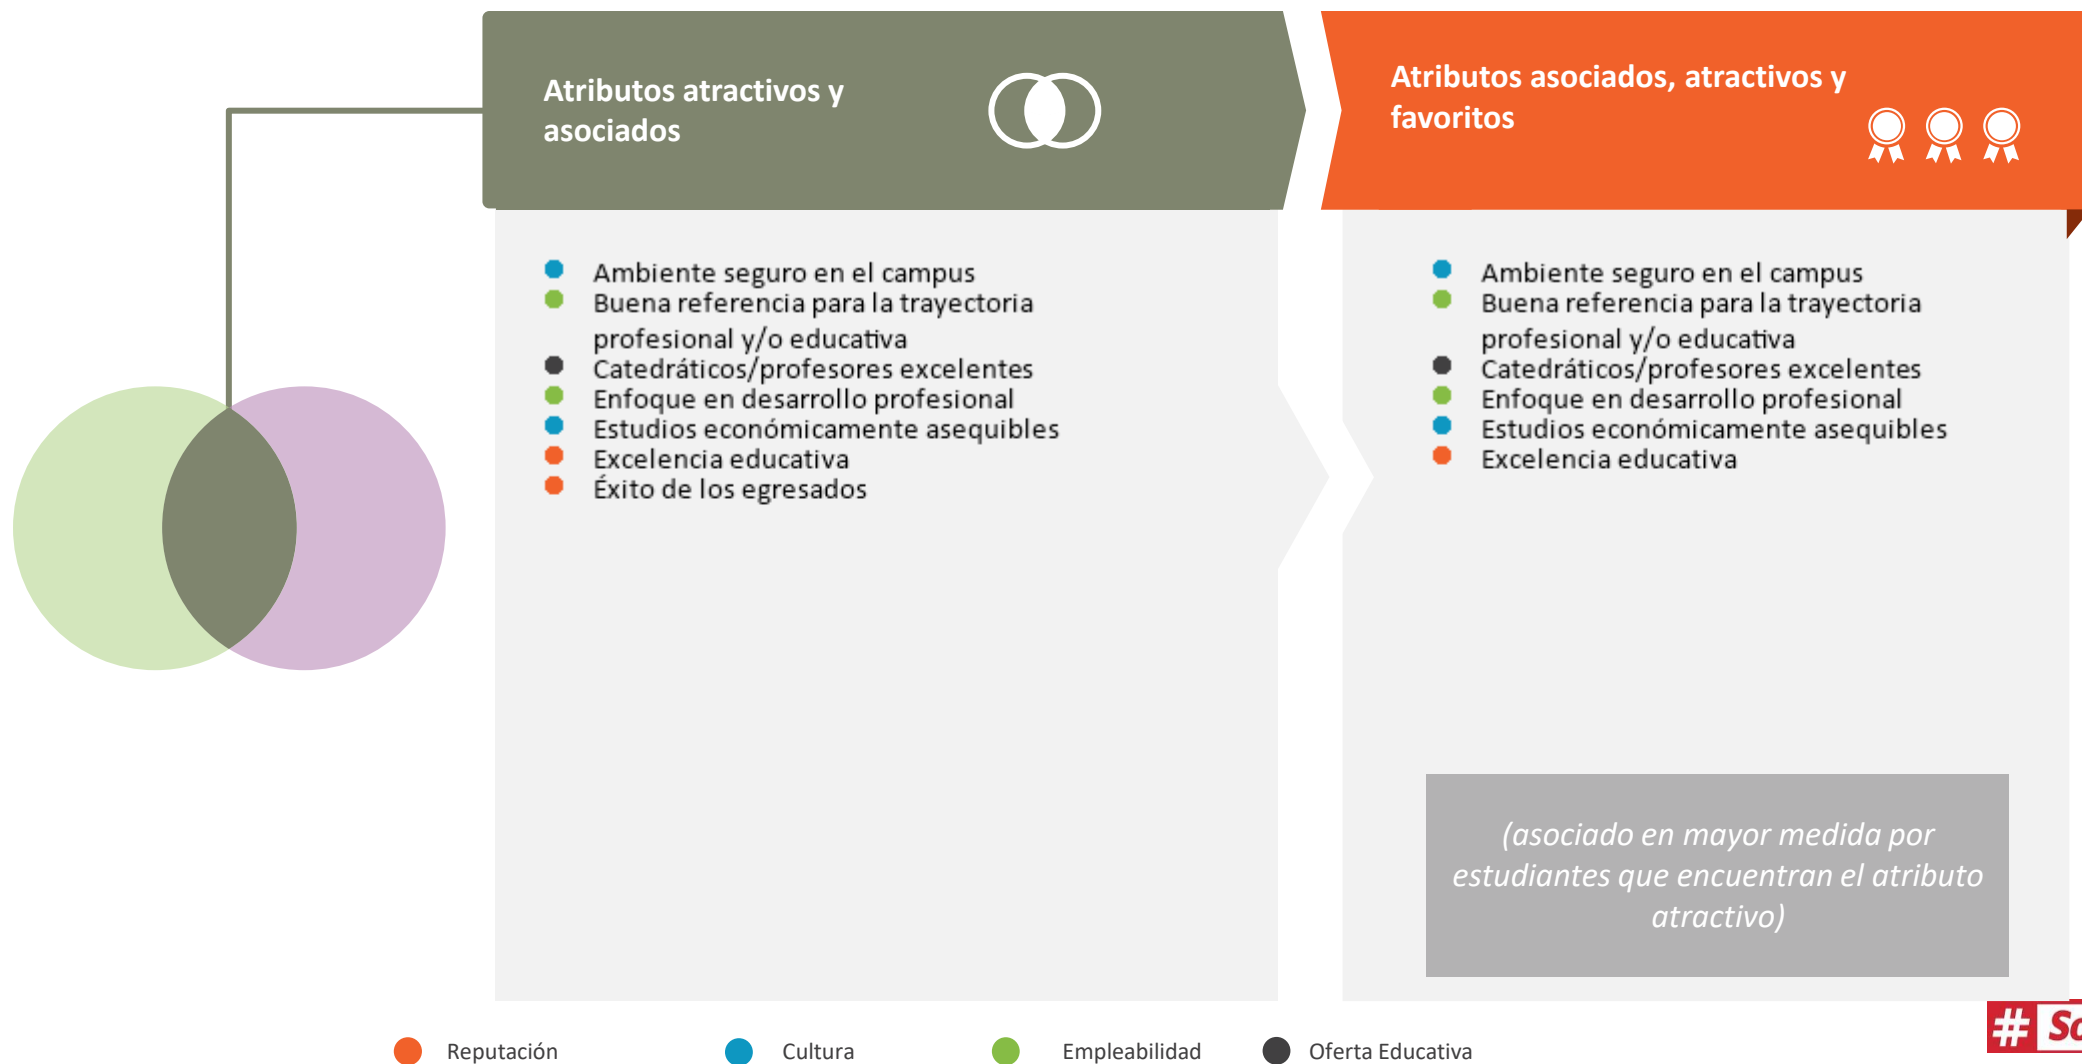 Atributos atractivos y
asociados
Atributos asociados, atractivos y
favoritos
Ambiente seguro en el campus
Buena referencia para la trayectoria
profesional y/o educativa
Catedráticos/profesores excelentes
Enfoque en desarrollo profesional
Estudios económicamente asequibles
Excelencia educativa
Éxito de los egresados
Ambiente seguro en el campus
Buena referencia para la trayectoria
profesional y/o educativa
Catedráticos/profesores excelentes
Enfoque en desarrollo profesional
Estudios económicamente asequibles
Excelencia educativa
(asociado en mayor medida por
estudiantes que encuentran el atributo
atractivo)
Reputación
Cultura
Empleabilidad
Oferta Educativa